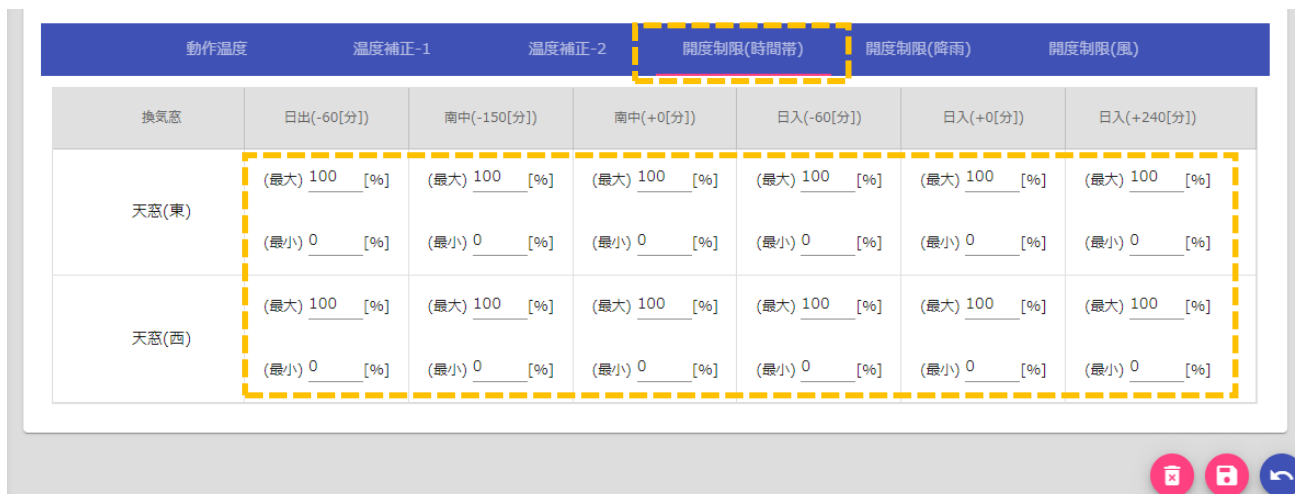 動作温度 温度補正-1 温度補正-2 開度制限(時間帯) 開度制限(降雨) 開度制限(風)
換気窓 日出(-60[分]) 南中(-150[分]) 南中(+0[分]) 日入(-60[分]) 日入(+0[分]) 日入(+240[分])
(最大) 100 [%] (最大) 100 [%] (最大) 100 [%] (最大) 100 [%] (最大) 100 [%] (最大) 100 [%]
天窓(東)
(最小) 0 [%] (最小) 0 [%] (最小) 0 [%] (最小) 0 [%] (最小) 0 [%] (最小) 0 [%]
(最大) 100 [%] (最大) 100 [%] (最大) 100 [%] (最大) 100 [%] (最大) 100 [%] (最大) 100 [%]
天窓(西)
(最小) 0 [%] (最小) 0 [%] (最小) 0 [%] (最小) 0 [%] (最小) 0 [%] (最小) 0 [%]